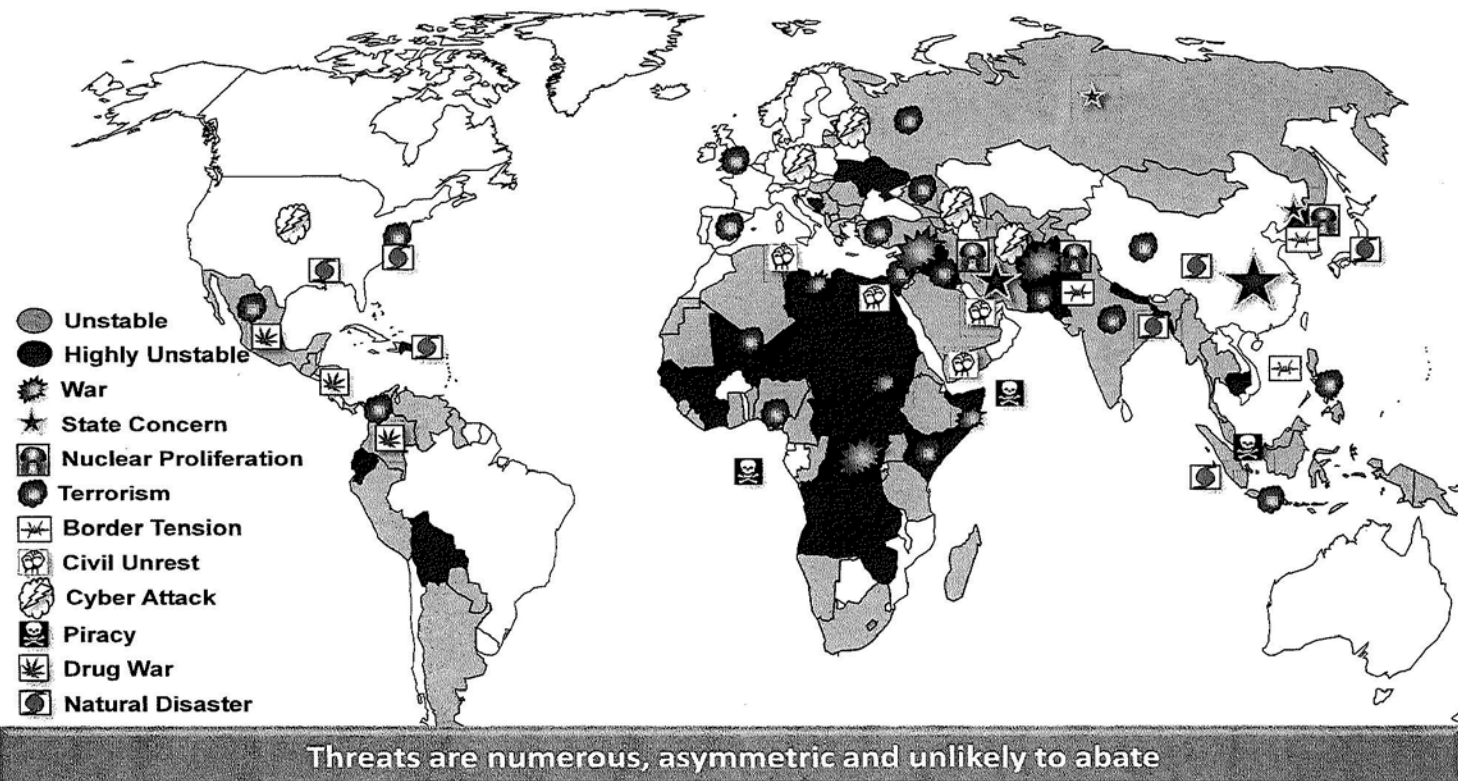 Unstable
Highly Unstable
War
State Concern
Nuclear Proliferation
Terrorism
Border Tension
Civil Unrest
Cyber Attack
Piracy
Drug War
Natural Disaster
Threats are numerous, asymmetric and unlikely to abate